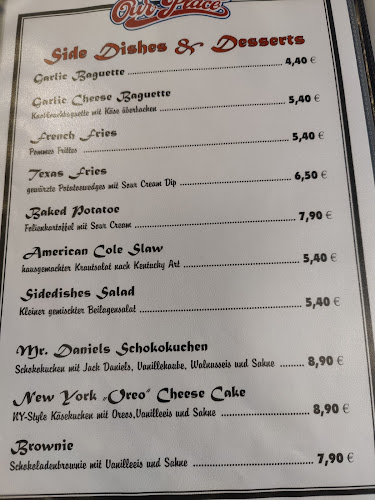 Our Place
Side Dishes & Desserts
Garlic Baguette 4,40 €
Garlic Cheese Baguette
Knoblauchbaguette mit Käse überbacken 5,40 €
French Fries
Pommes Frittes 5,40 €
Texas Fries
gewürzte Potatoewedges mit Sour Cream Dip 6,50 €
Baked Potatoe
Folienkartoffel mit Sour Cream 7,90 €
American Cole Slaw
hausgemachter Krautsalat nach Kentucky Art 5,40 €
Sidedishes Salad
Kleiner gemischter Beilagensalat 5,40 €
Mr. Daniels Schokokuchen
Schokokuchen mit Jack Daniels, Vanillehaube, Walnusseis und Sahne 8,90 €
New York „Oreo“ Cheese Cake
NY-Style Käsekuchen mit Oreos,Vanilleeis und Sahne 8,90 €
Brownie
Schokoladenbrownie mit Vanilleeis und Sahne 7,90 €